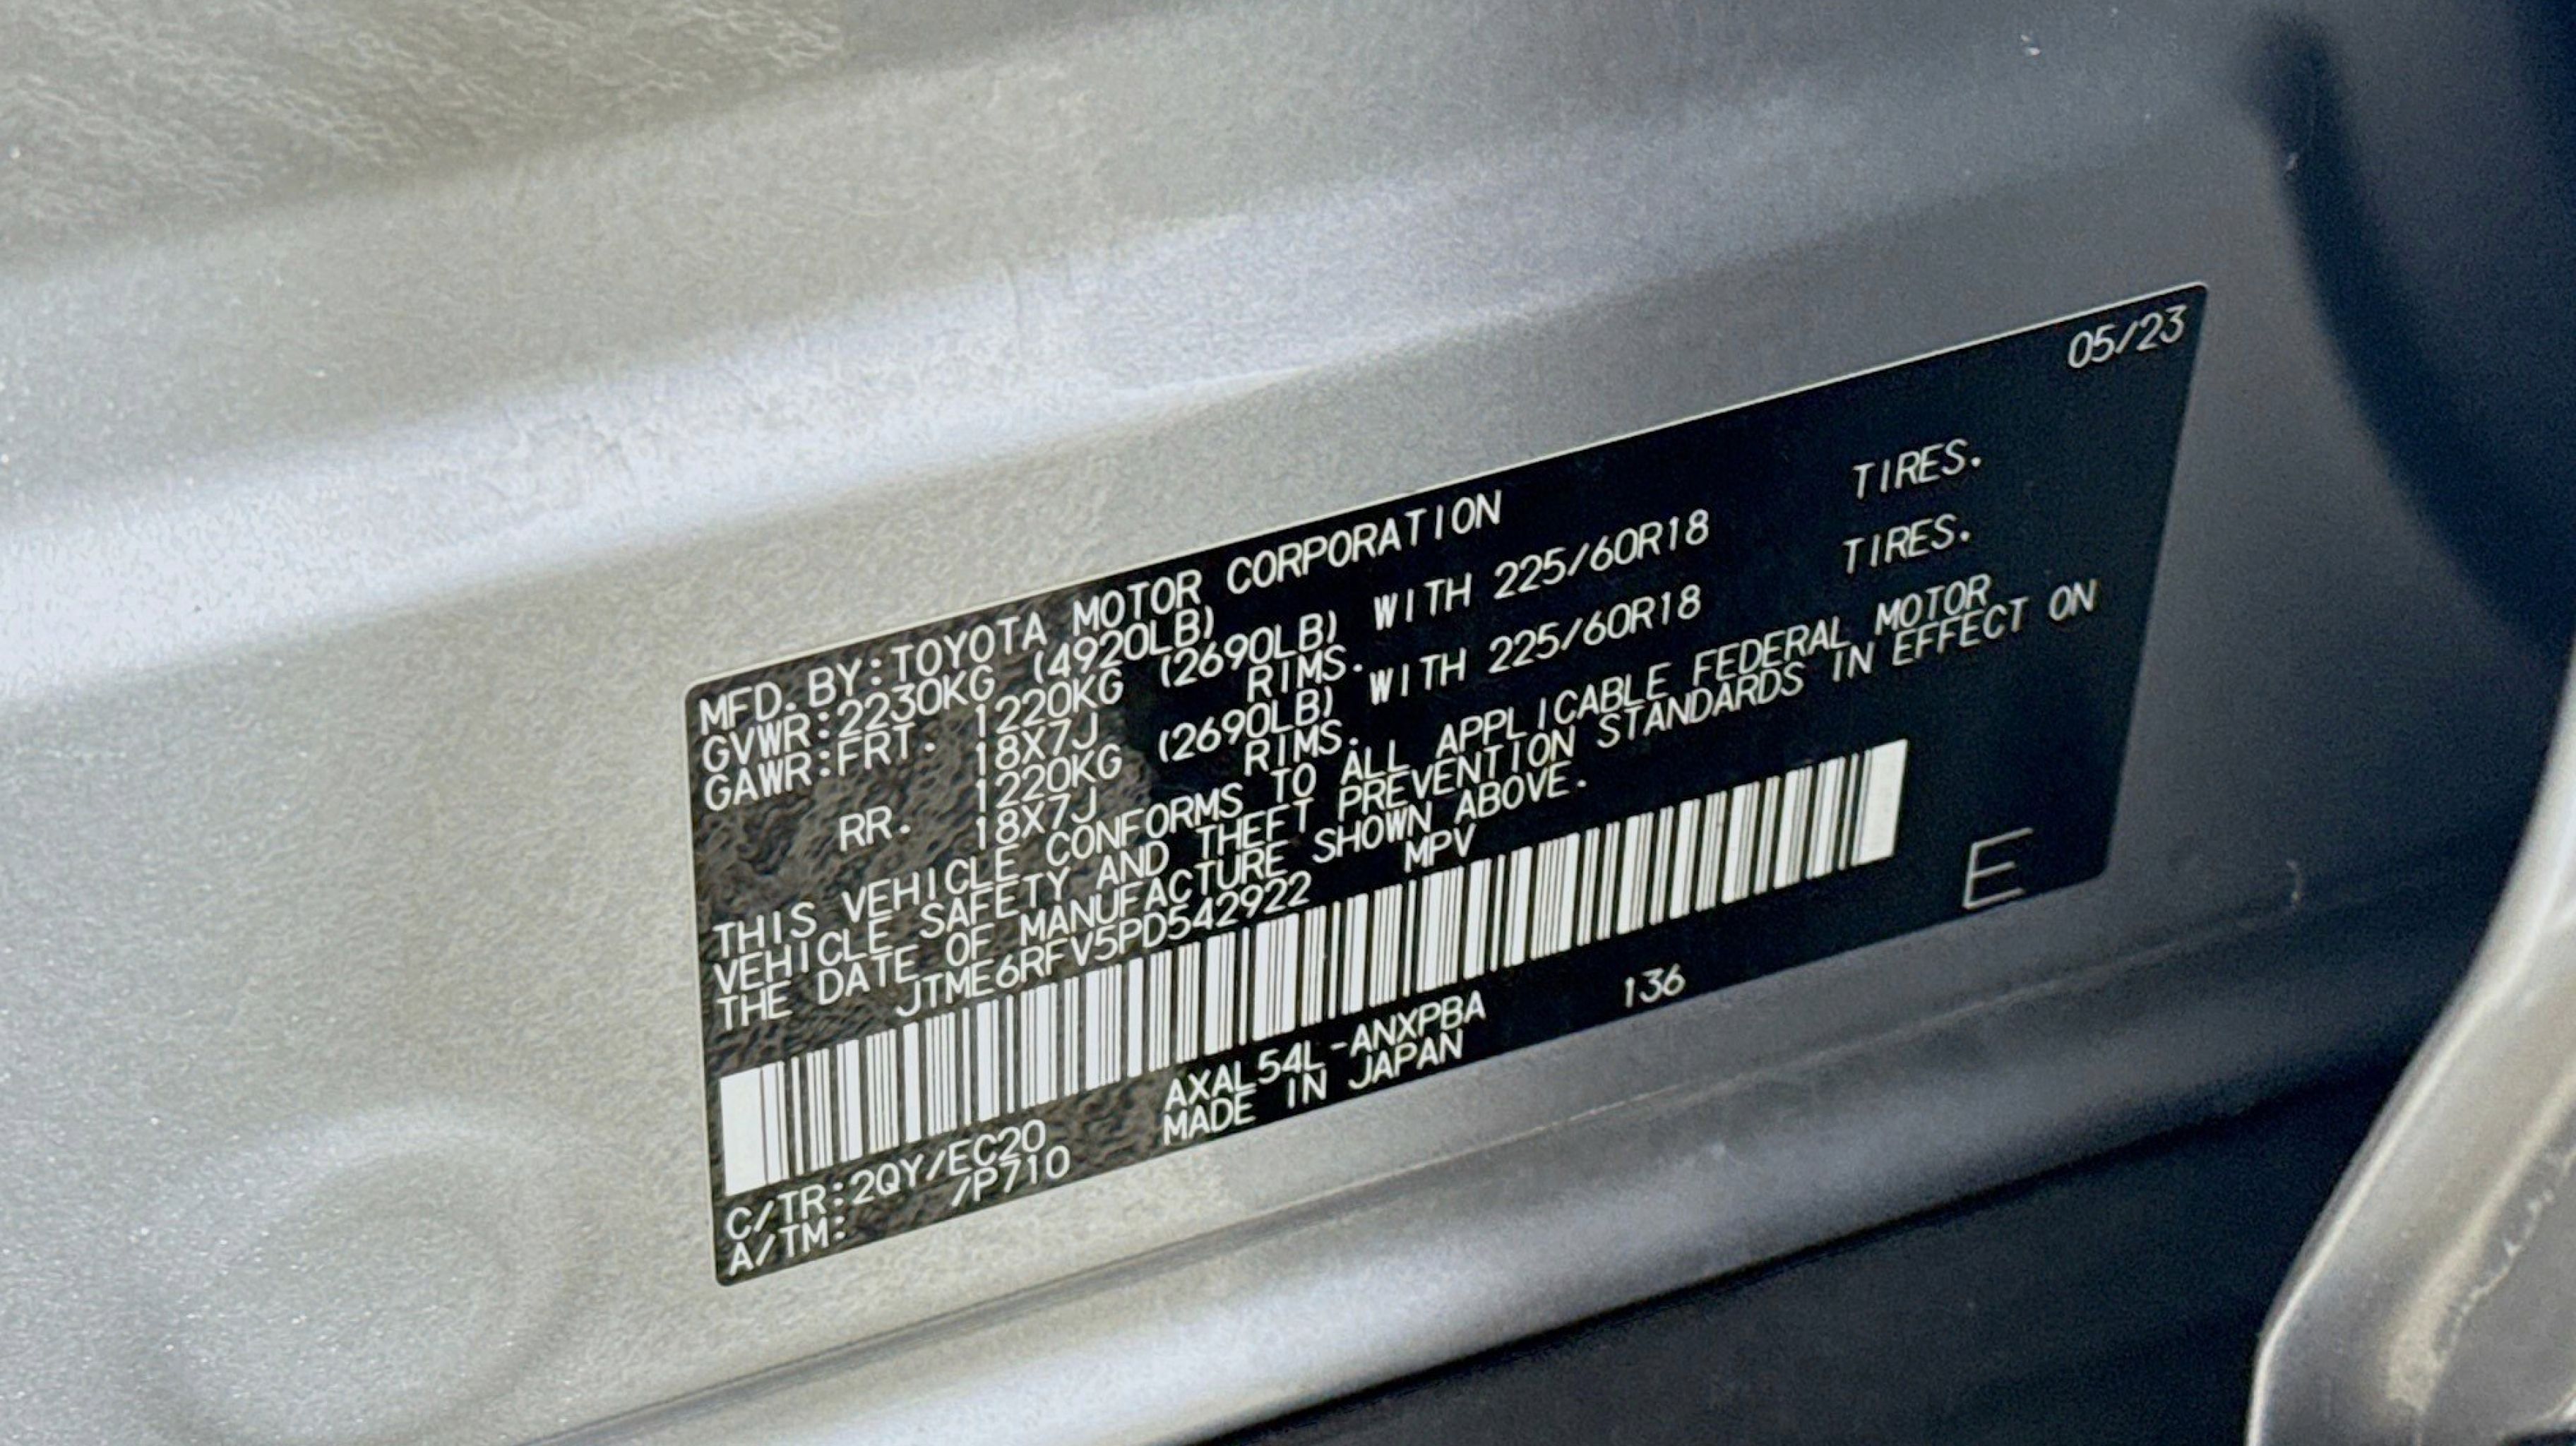 05/23
MFD. BY:TOYOTA MOTOR CORPORATION
GVWR:2230KG (4920LB)
GAWR:FRT. 1220KG (2690LB) WITH 225/60R18 TIRES.
18X7J RIMS.
RR. 1220KG (2690LB) WITH 225/60R18 TIRES.
18X7J RIMS.
THIS VEHICLE CONFORMS TO ALL APPLICABLE FEDERAL MOTOR
VEHICLE SAFETY AND THEFT PREVENTION STANDARDS IN EFFECT ON
THE DATE OF MANUFACTURE SHOWN ABOVE.
JTME6RFV5PD542922 MPV
E
C/TR:2QY/EC20 AXAL54L-ANXPBA 136
A/TM: /P710 MADE IN JAPAN